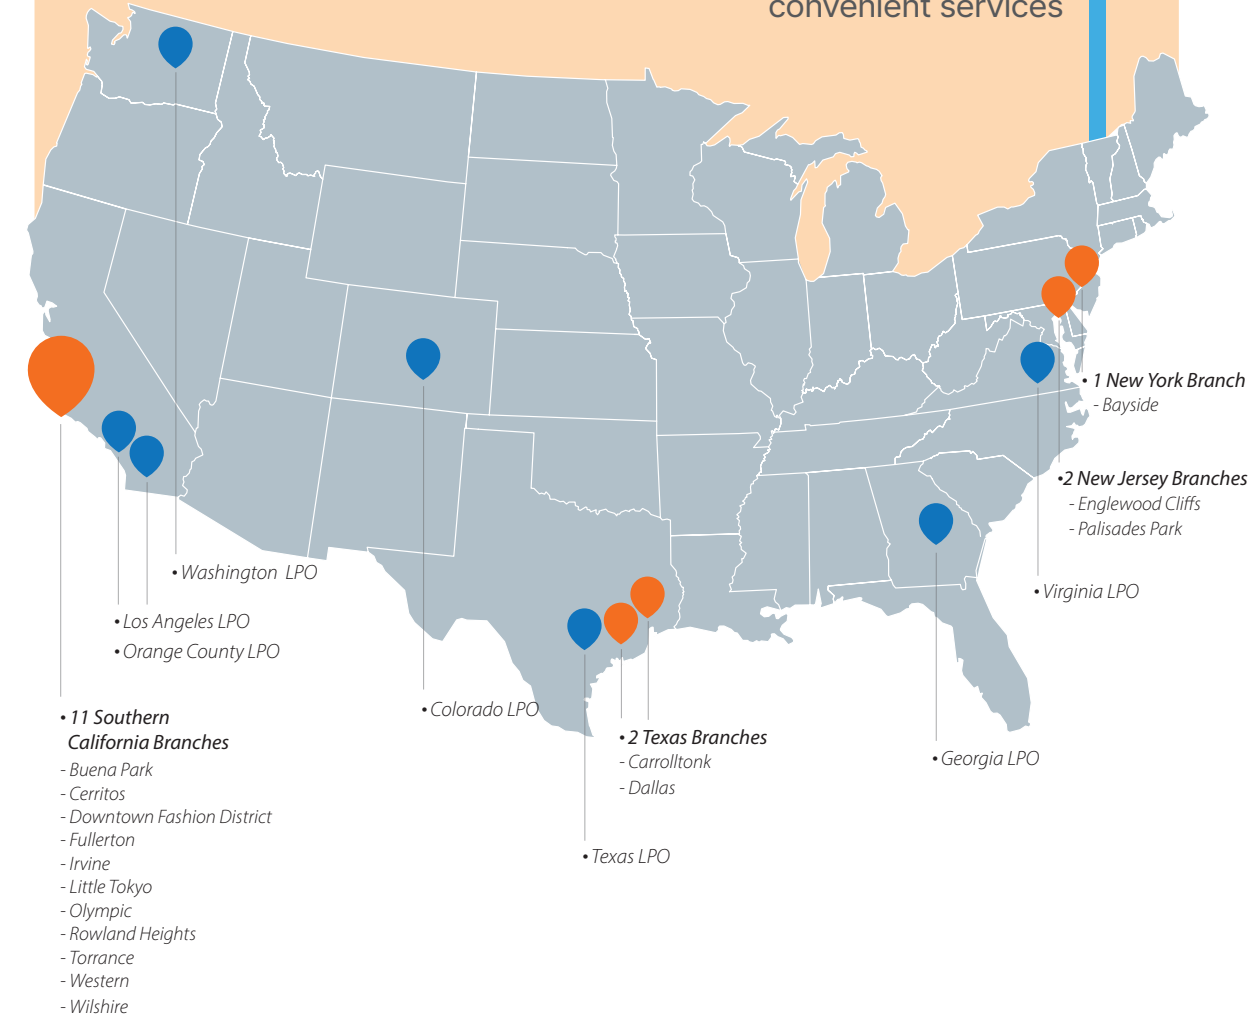 convenient services
• 1 New York Branch
- Bayside
•2 New Jersey Branches
- Englewood Cliffs
- Palisades Park
• Washington LPO
• Virginia LPO
• Los Angeles LPO
• Orange County LPO
• Colorado LPO
• 11 Southern
California Branches
- Buena Park
- Cerritos
- Downtown Fashion District
- Fullerton
- Irvine
- Little Tokyo
- Olympic
- Rowland Heights
- Torrance
- Western
- Wilshire
• 2 Texas Branches
- Carrolltonk
- Dallas
• Georgia LPO
• Texas LPO